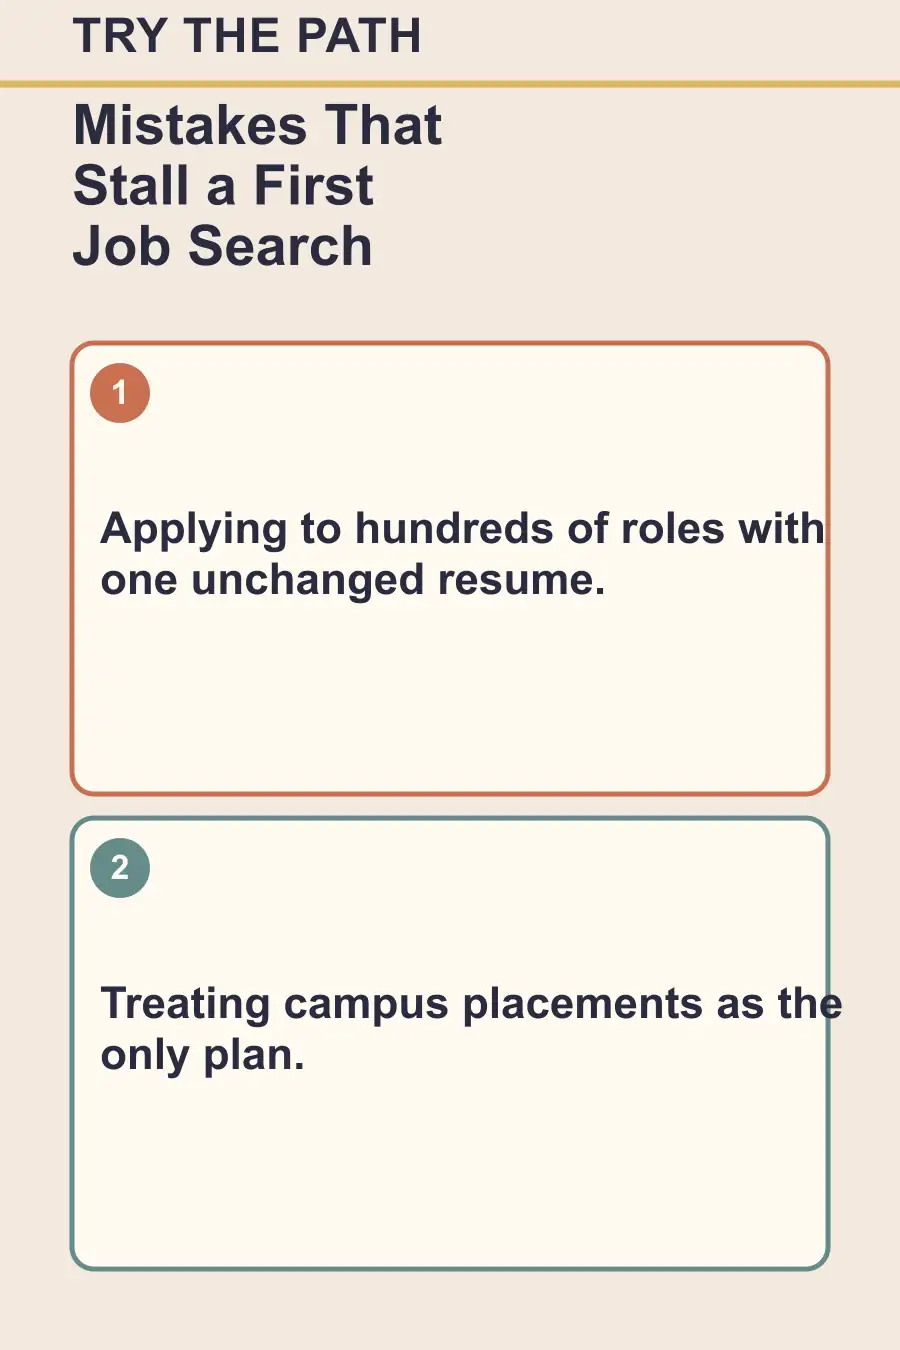 TRY THE PATH
Mistakes That
Stall a First
Job Search
1
Applying to hundreds of roles with
one unchanged resume.
2
Treating campus placements as the
only plan.